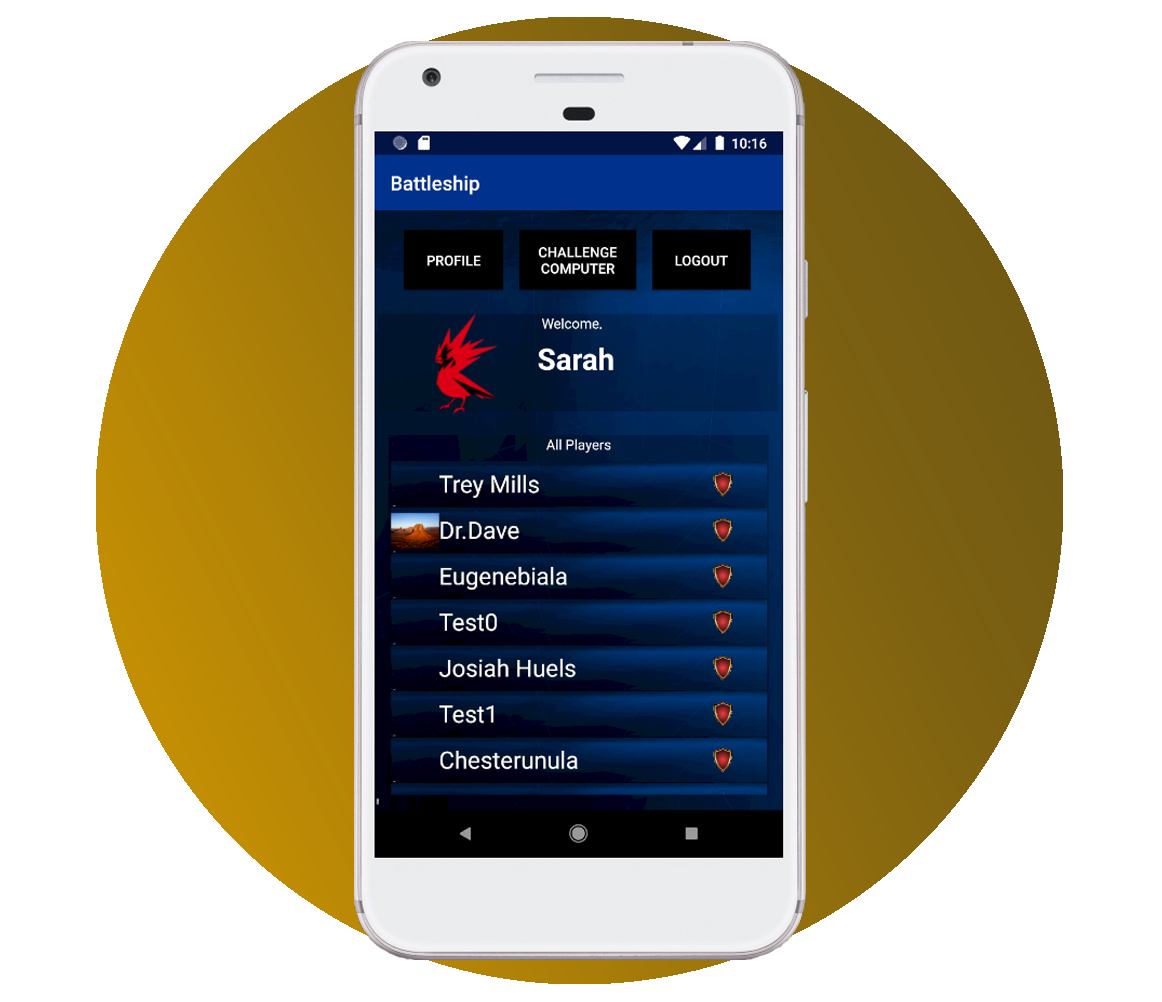 10:16
Battleship
PROFILE
CHALLENGE
COMPUTER
LOGOUT
Welcome.
Sarah
All Players
Trey Mills
Dr.Dave
Eugenebiala
Test0
Josiah Huels
Test1
Chesterunula